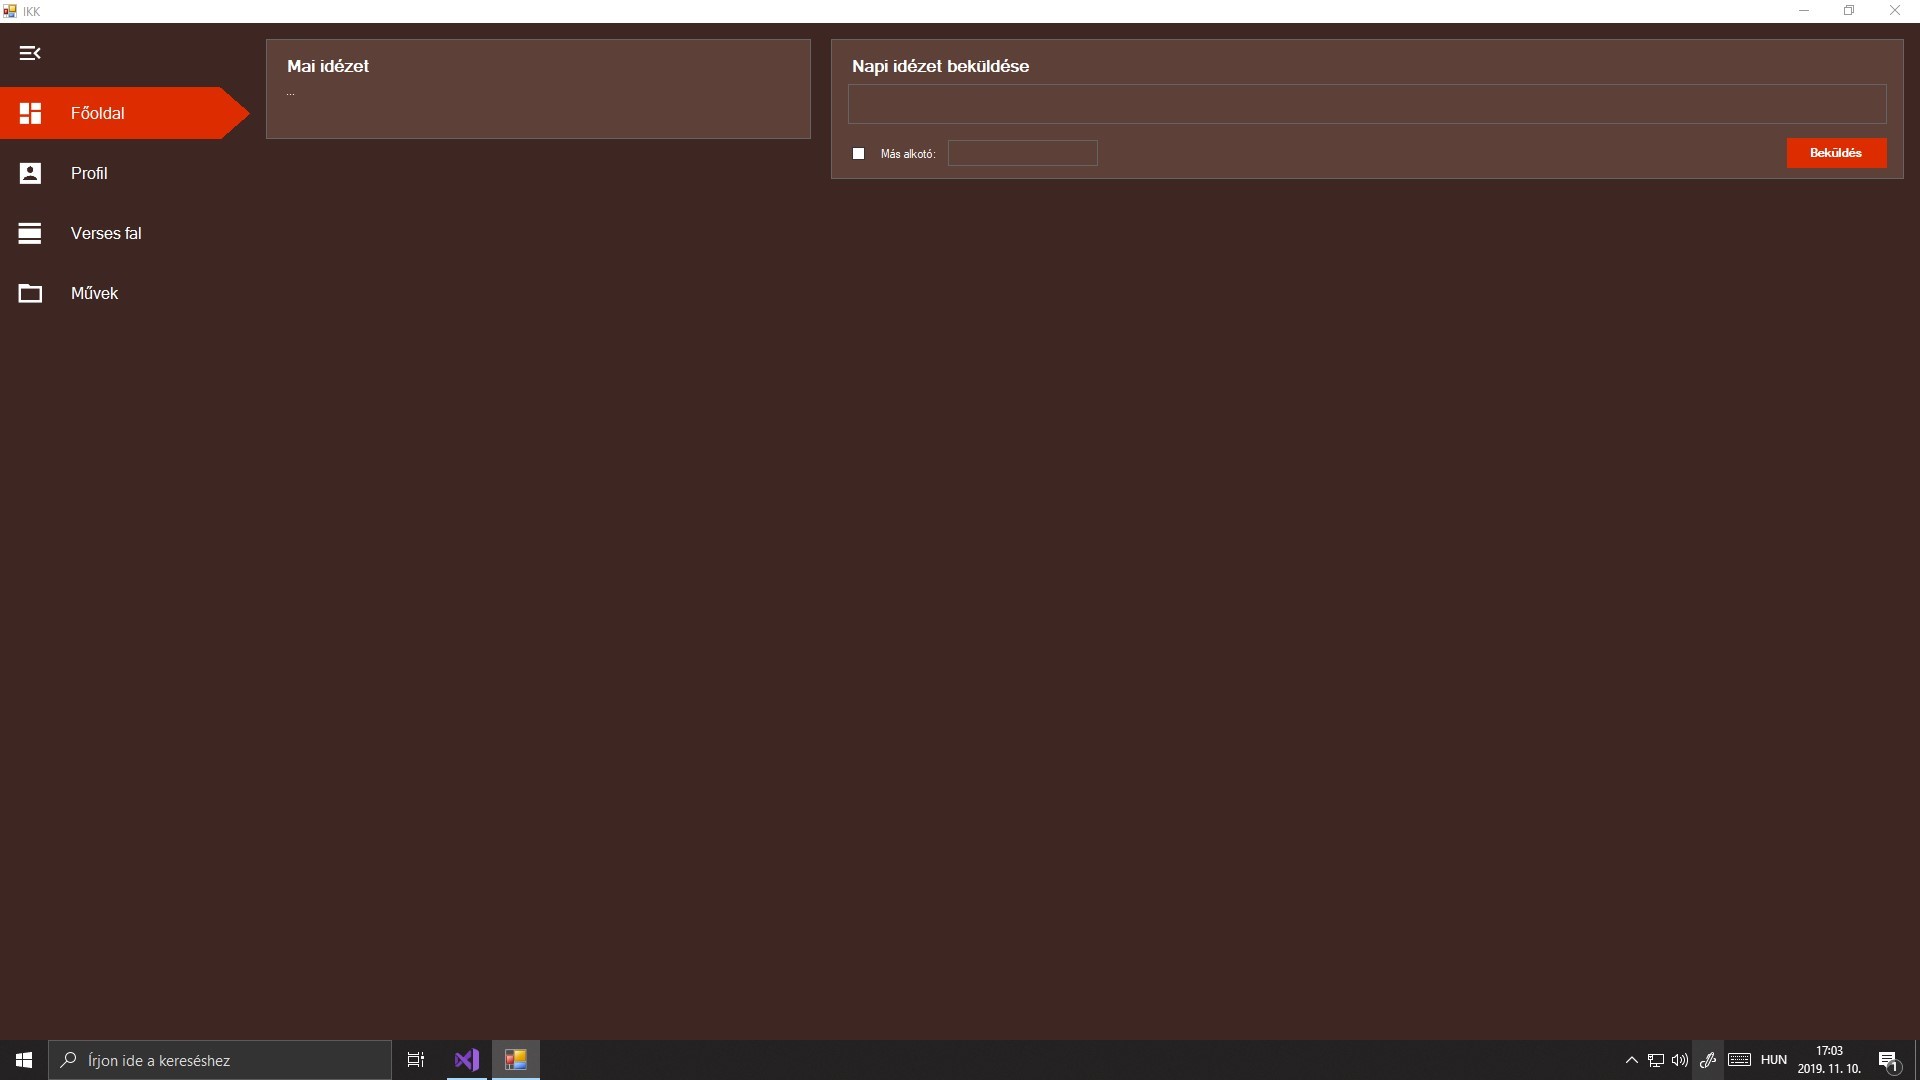 IKK
Főoldal
Profil
Verses fal
Művek
Mai idézet
...
Napi idézet beküldése
Más alkotó:
Beküldés
Írjon ide a kereséshez
HUN
17:03
2019. 11. 10.
1